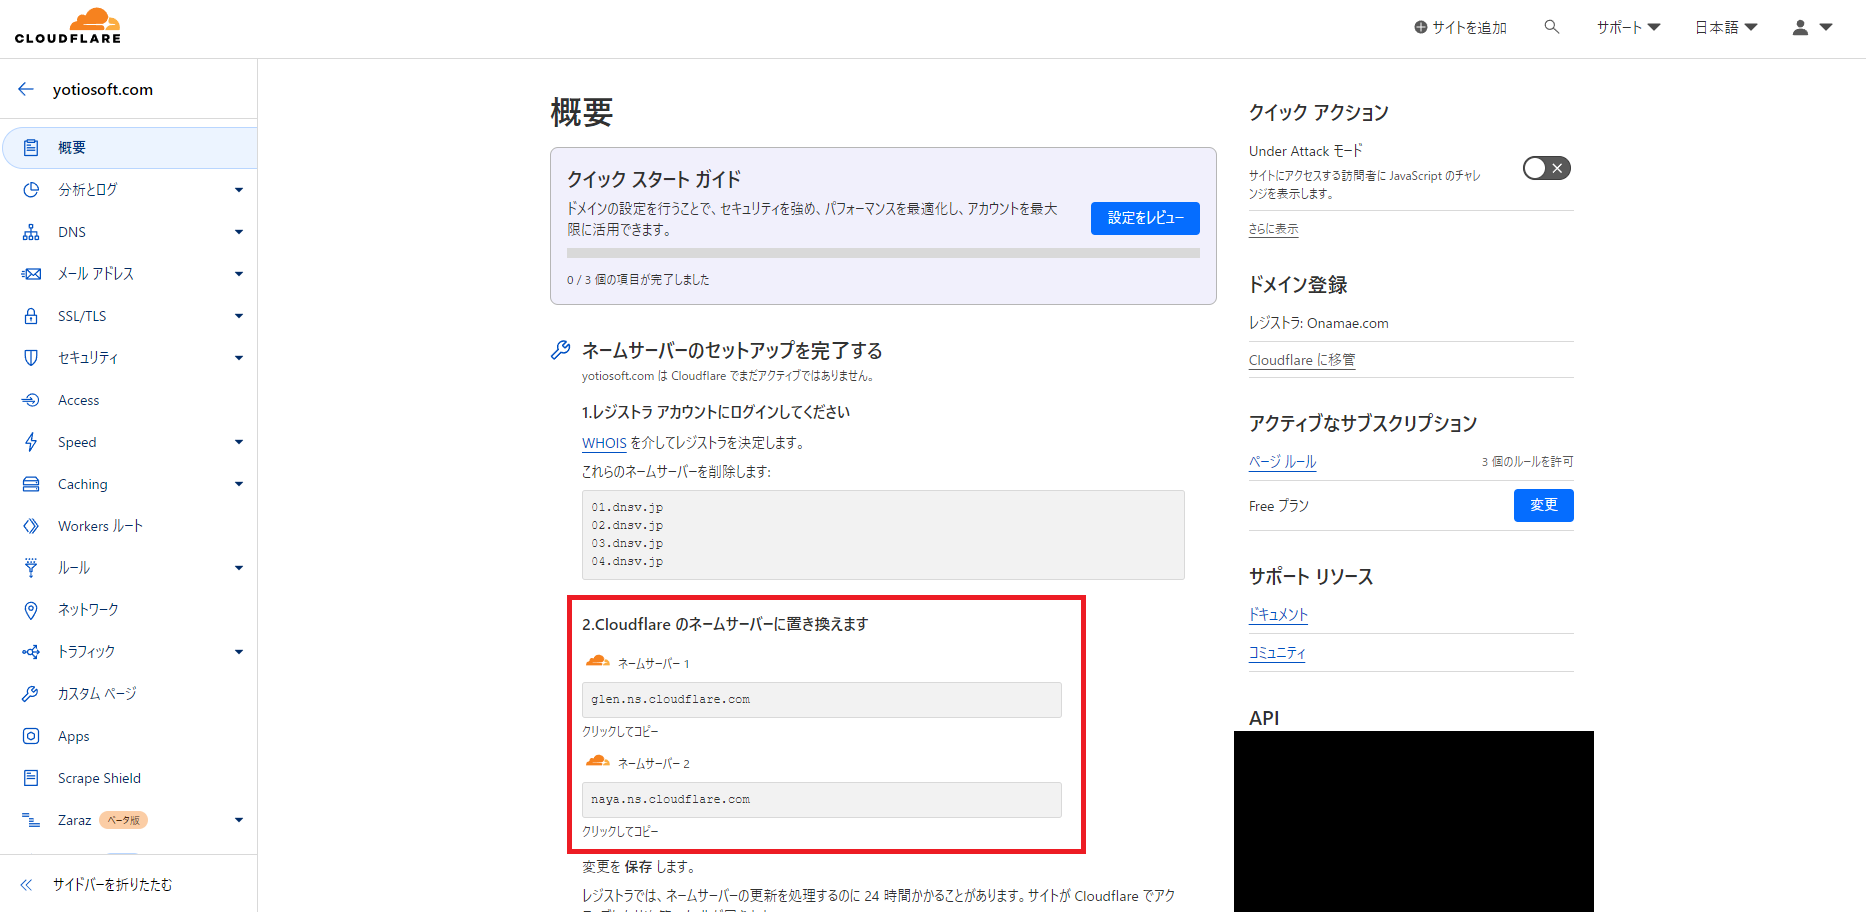 CLOUDFLARE
サイトを追加
サポート
日本語
yotiosoft.com
概要
分析とログ
DNS
メール アドレス
SSL/TLS
セキュリティ
Access
Speed
Caching
Workers ルート
ルール
ネットワーク
トラフィック
カスタム ページ
Apps
Scrape Shield
Zaraz ベータ版
サイドバーを折りたたむ
概要
クイック スタート ガイド
ドメインの設定を行うことで、セキュリティを強め、パフォーマンスを最適化し、アカウントを最大
限に活用できます。
設定をレビュー
0 / 3 個の項目が完了しました
ネームサーバーのセットアップを完了する
yotiosoft.com は Cloudflare でまだアクティブではありません。
1.レジストラ アカウントにログインしてください
WHOIS を介してレジストラを決定します。
これらのネームサーバーを削除します:
01.dnsv.jp
02.dnsv.jp
03.dnsv.jp
04.dnsv.jp
2.Cloudflare のネームサーバーに置き換えます
ネームサーバー 1
glen.ns.cloudflare.com
クリックしてコピー
ネームサーバー 2
naya.ns.cloudflare.com
クリックしてコピー
変更を 保存 します。
レジストラでは、ネームサーバーの更新を処理するのに 24 時間かかることがあります。サイトが Cloudflare でアク
クイック アクション
Under Attack モード
サイトにアクセスする訪問者に JavaScript のチャレ
ンジを表示します。
さらに表示
ドメイン登録
レジストラ: Onamae.com
Cloudflare に移管
アクティブなサブスクリプション
ページ ルール
3 個のルールを許可
Free プラン
変更
サポート リソース
ドキュメント
コミュニティ
API